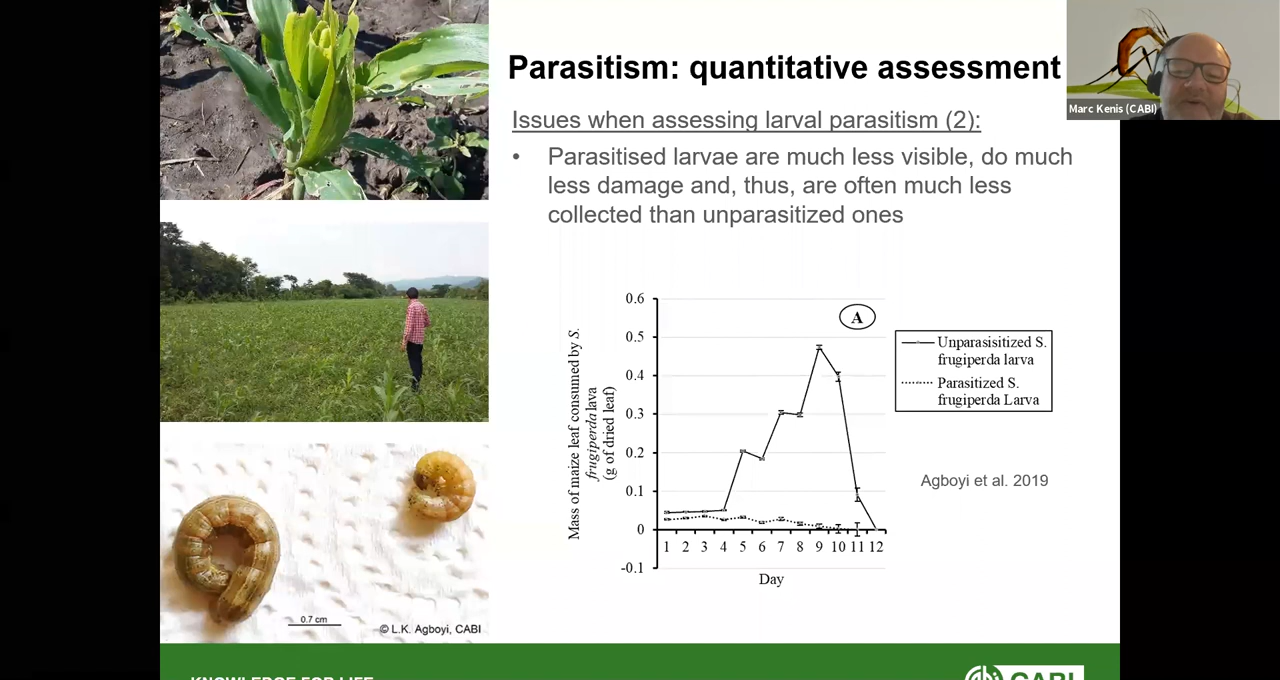 Parasitism: quantitative assessment
Marc Kenis (CABI)
Issues when assessing larval parasitism (2):
• Parasitised larvae are much less visible, do much
less damage and, thus, are often much less
collected than unparasitized ones
Mass of maize leaf consumed by S.
frugiperda lava
(g of dried leaf)
0.6
0.5
0.4
0.3
0.2
0.1
0
-0.1
A
1 2 3 4 5 6 7 8 9 10 11 12
Day
Unparasisitized S.
frugiperda larva
Parasitized S.
frugiperda Larva
Agboyi et al. 2019
0.7 cm
© L.K. Agboyi, CABI
KNOWLEDGE FOR LIFE
CABI